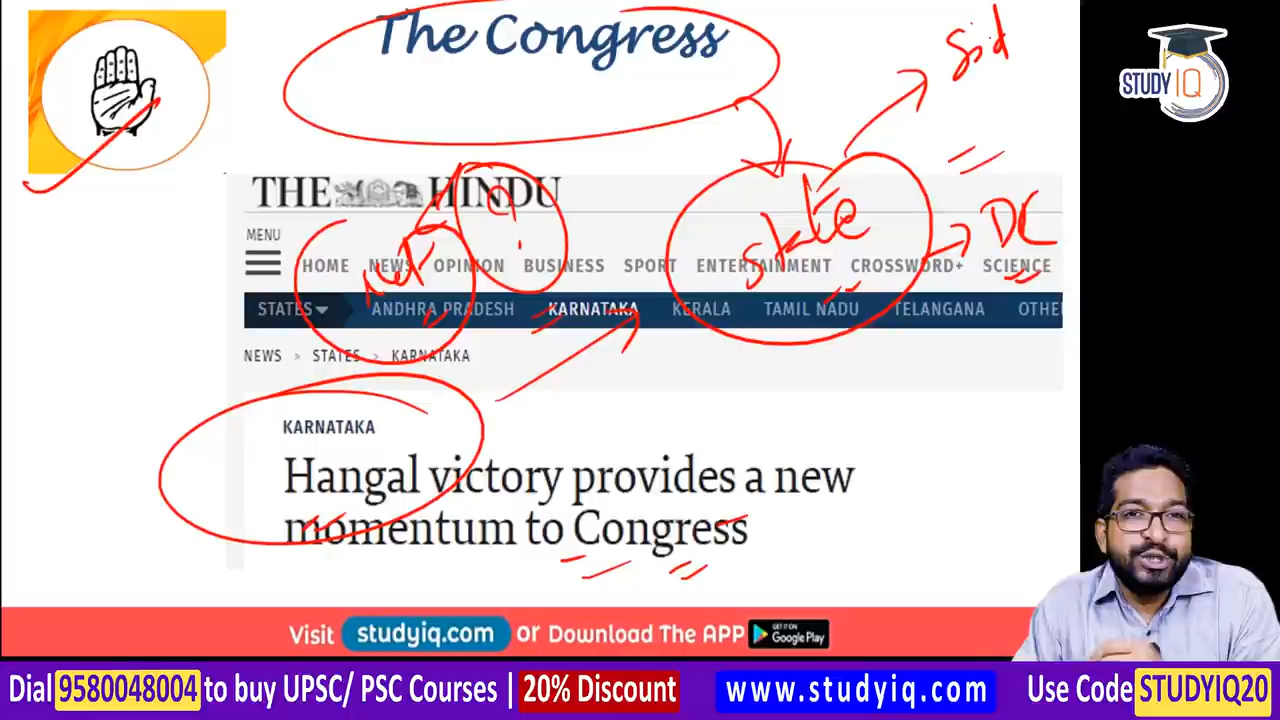 The Congress
Sid
STUDY IQ
THE HINDU
State
DK
MENU
HOME NEWS OPINION BUSINESS SPORT ENTERTAINMENT CROSSWORD+ SCIENCE
STATES ANDHRA PRADESH KARNATAKA KERALA TAMIL NADU TELANGANA OTHE
NEWS > STATES > KARNATAKA
KARNATAKA
Hangal victory provides a new
momentum to Congress
Visit studyiq.com or Download The APP GET IT ON Google Play
Dial 9580048004 to buy UPSC/ PSC Courses | 20% Discount www.studyiq.com Use Code STUDYIQ20